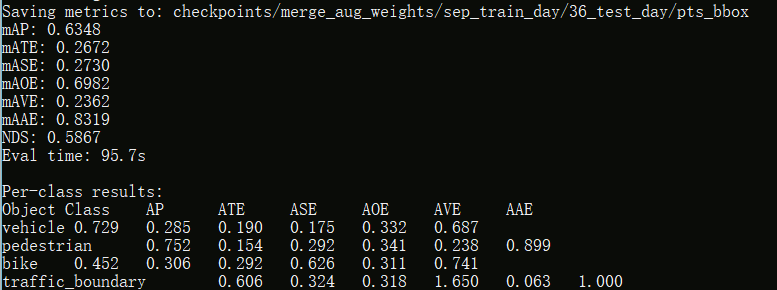 Saving metrics to: checkpoints/merge_aug_weights/sep_train_day/36_test_day/pts_bbox
mAP: 0.6348
mATE: 0.2672
mASE: 0.2730
mAOE: 0.6982
mAVE: 0.2362
mAAE: 0.8319
NDS: 0.5867
Eval time: 95.7s
Per-class results:
Object Class AP ATE ASE AOE AVE AAE
vehicle 0.729 0.285 0.190 0.175 0.332 0.687
pedestrian 0.752 0.154 0.292 0.341 0.238 0.899
bike 0.452 0.306 0.292 0.626 0.311 0.741
traffic_boundary 0.606 0.324 0.318 1.650 0.063 1.000